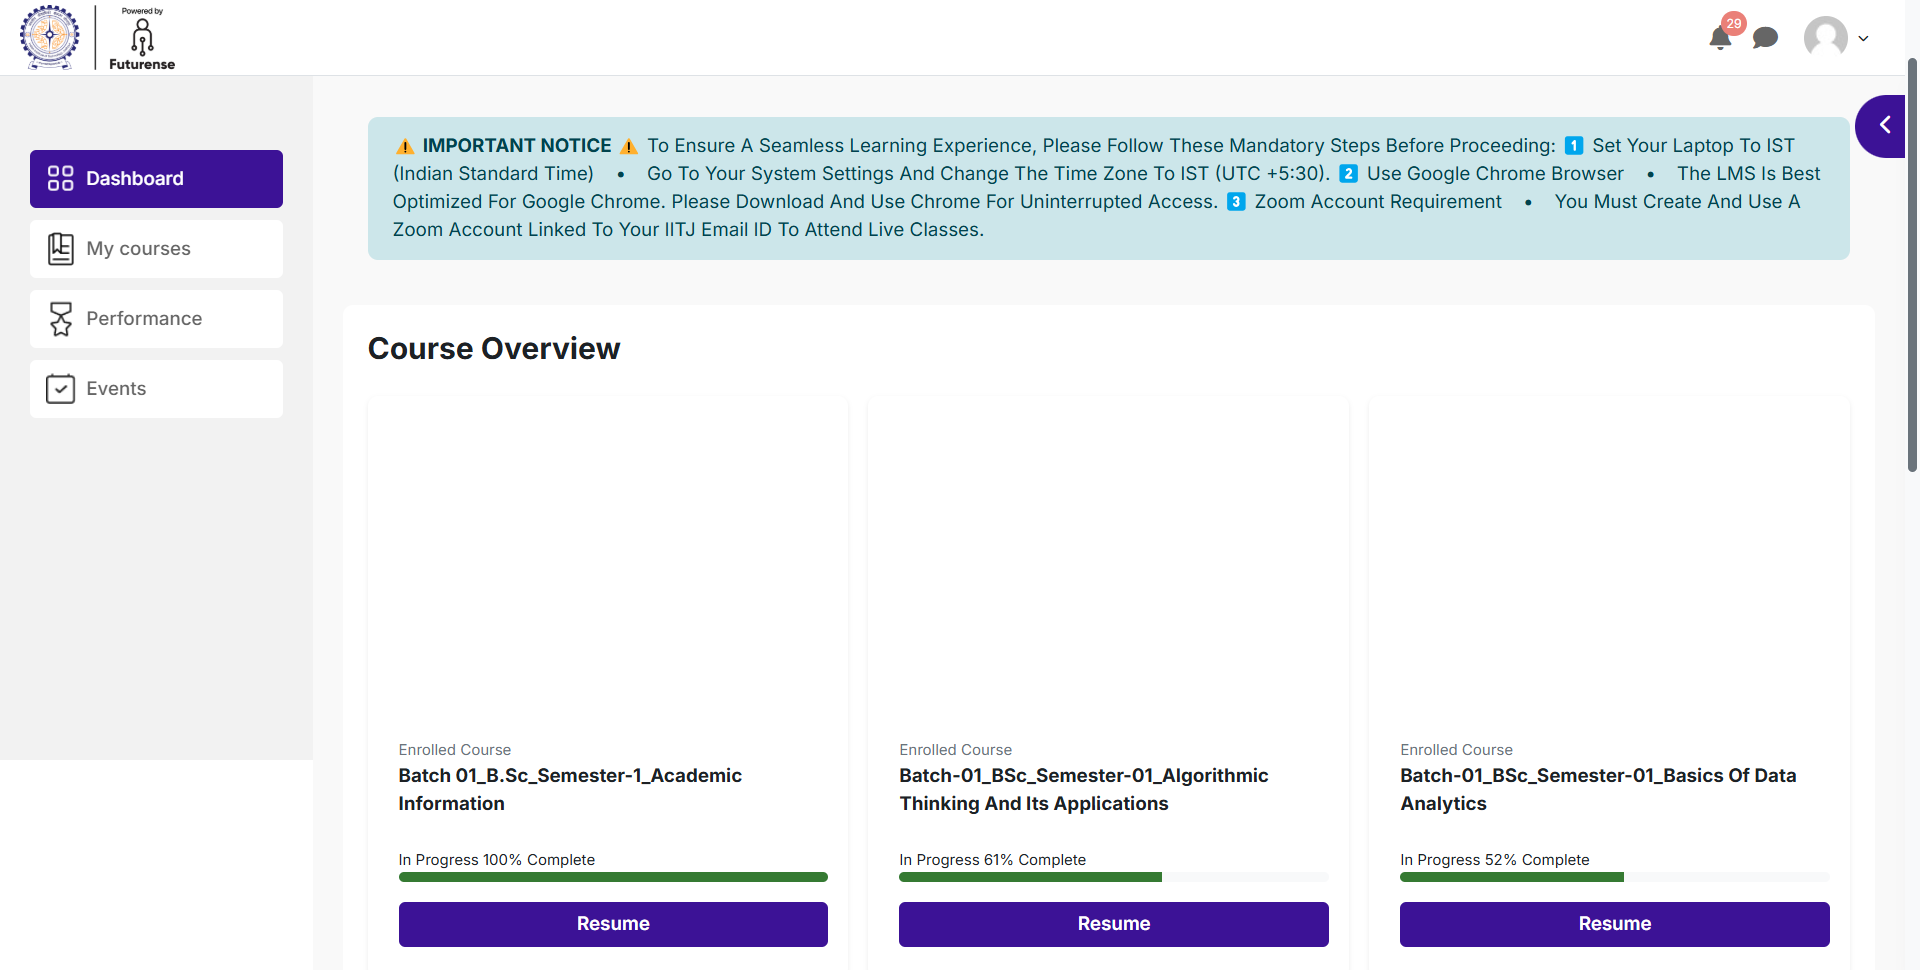 Powered by
Futurense
29
Dashboard
My courses
Performance
Events
⚠️ IMPORTANT NOTICE ⚠️ To Ensure A Seamless Learning Experience, Please Follow These Mandatory Steps Before Proceeding: 1️⃣ Set Your Laptop To IST
(Indian Standard Time) • Go To Your System Settings And Change The Time Zone To IST (UTC +5:30). 2️⃣ Use Google Chrome Browser • The LMS Is Best
Optimized For Google Chrome. Please Download And Use Chrome For Uninterrupted Access. 3️⃣ Zoom Account Requirement • You Must Create And Use A
Zoom Account Linked To Your IITJ Email ID To Attend Live Classes.
Course Overview
Enrolled Course
Batch 01_B.Sc_Semester-1_Academic
Information
In Progress 100% Complete
Resume
Enrolled Course
Batch-01_BSc_Semester-01_Algorithmic
Thinking And Its Applications
In Progress 61% Complete
Resume
Enrolled Course
Batch-01_BSc_Semester-01_Basics Of Data
Analytics
In Progress 52% Complete
Resume